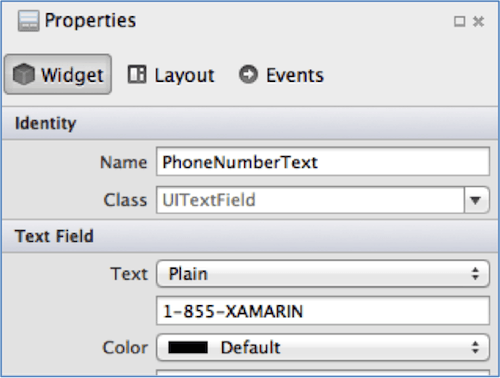 Properties
Widget Layout Events
Identity
Name PhoneNumberText
Class UITextField
Text Field
Text Plain
1-855-XAMARIN
Color Default